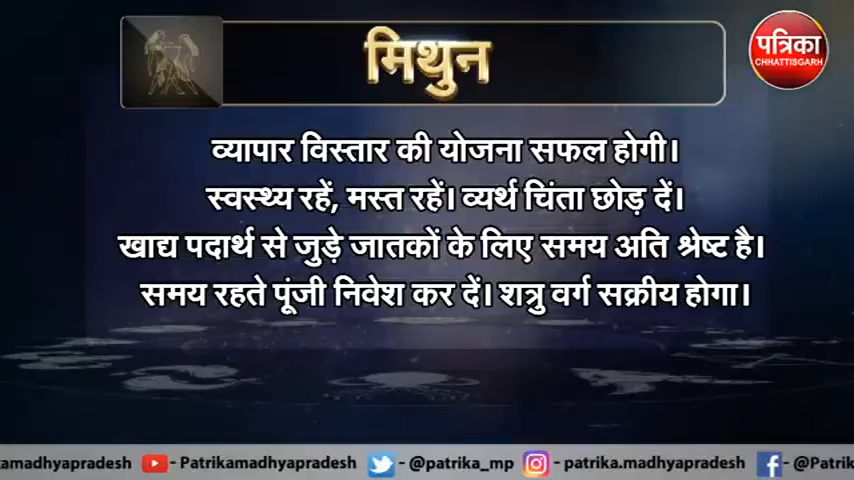 मिथुन
पत्रिका
CHHATTISGARH
व्यापार विस्तार की योजना सफल होगी।
स्वस्थ्य रहें, मस्त रहें। व्यर्थ चिंता छोड़ दें।
खाद्य पदार्थ से जुड़े जातकों के लिए समय अति श्रेष्ट है।
समय रहते पूंजी निवेश कर दें। शत्रु वर्ग सक्रीय होगा।
amadhyapradesh - Patrikamadhyapradesh - @patrika_mp - patrika.madhyapradesh - @Patrik